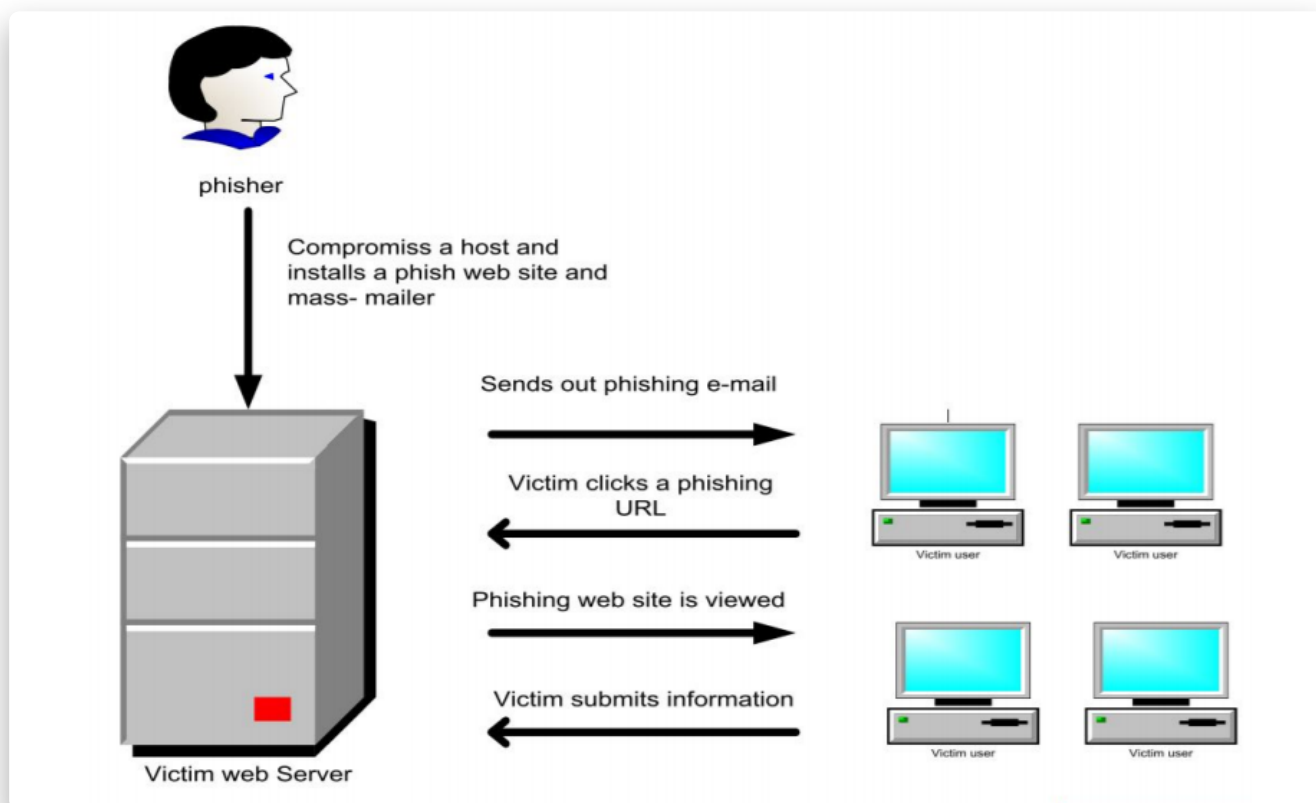 phisher
Compromiss a host and
installs a phish web site and
mass- mailer
Sends out phishing e-mail
Victim clicks a phishing
URL
Phishing web site is viewed
Victim submits information
Victim user
Victim user
Victim user
Victim user
Victim web Server